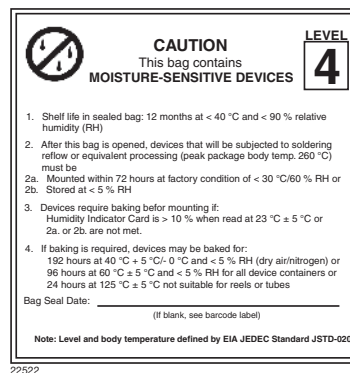 CAUTION
This bag contains
MOISTURE-SENSITIVE DEVICES
LEVEL
4
1. Shelf life in sealed bag: 12 months at < 40 °C and < 90 % relative
humidity (RH)
2. After this bag is opened, devices that will be subjected to soldering
reflow or equivalent processing (peak package body temp. 260 °C)
must be
2a. Mounted within 72 hours at factory condition of < 30 °C/60 % RH or
2b. Stored at < 5 % RH
3. Devices require baking befor mounting if:
Humidity Indicator Card is > 10 % when read at 23 °C ± 5 °C or
2a. or 2b. are not met.
4. If baking is required, devices may be baked for:
192 hours at 40 °C + 5 °C/- 0 °C and < 5 % RH (dry air/nitrogen) or
96 hours at 60 °C ± 5 °C and < 5 % RH for all device containers or
24 hours at 125 °C ± 5 °C not suitable for reels or tubes
Bag Seal Date:
(If blank, see barcode label)
Note: Level and body temperature defined by EIA JEDEC Standard JSTD-020
22522